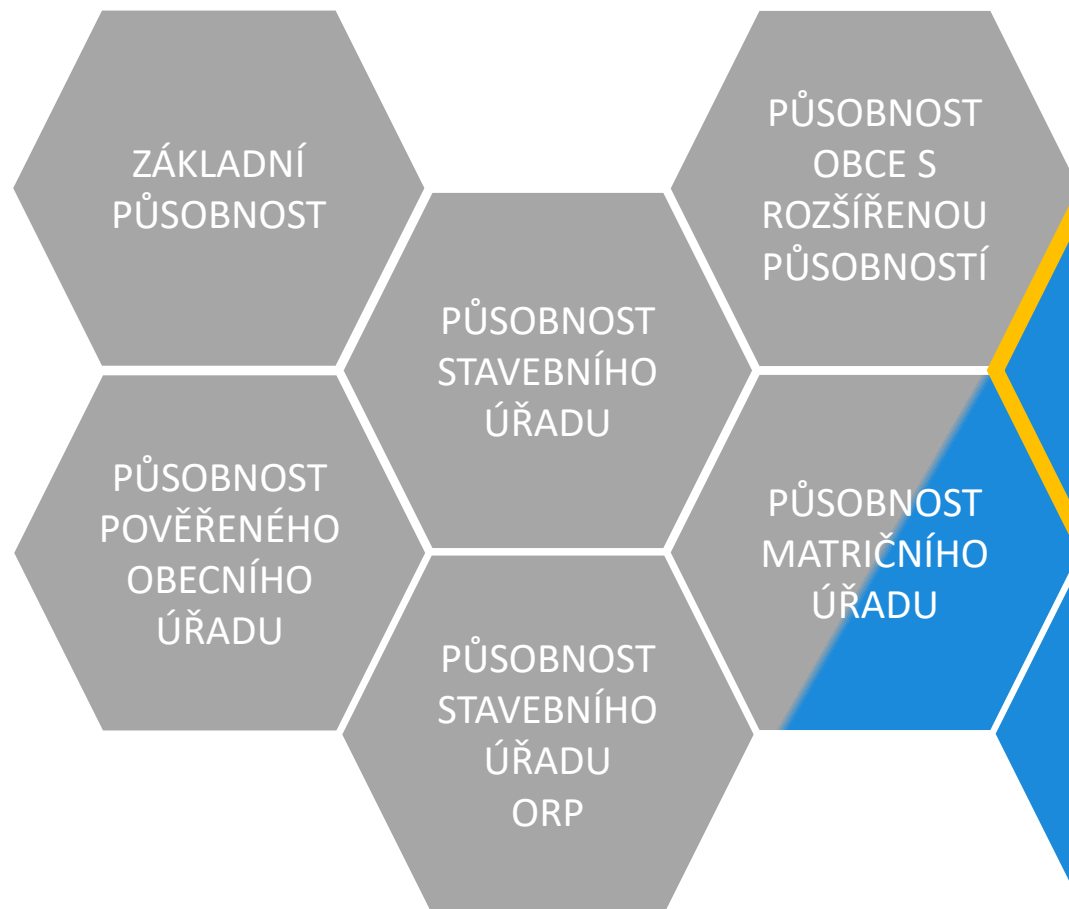 ZÁKLADNÍ
PŮSOBNOST
PŮSOBNOST
OBCE S
ROZŠÍŘENOU
PŮSOBNOSTÍ
PŮSOBNOST
STAVEBNÍHO
ÚŘADU
PŮSOBNOST
POVĚŘENÉHO
OBECNÍHO
ÚŘADU
PŮSOBNOST
MATRIČNÍHO
ÚŘADU
PŮSOBNOST
STAVEBNÍHO
ÚŘADU
ORP